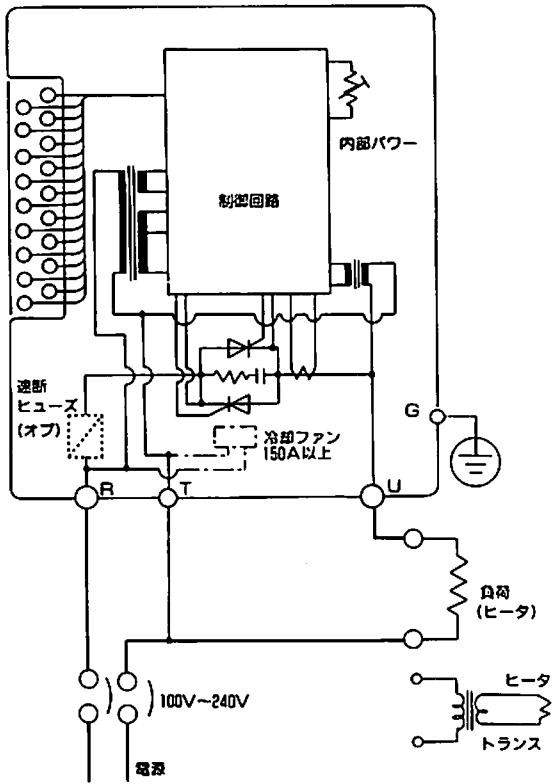 内部パワー
制御回路
速断
ヒューズ
(オプ)
冷却ファン
150A以上
G
R
T
U
負荷
(ヒータ)
100V～240V
ヒータ
トランス
電源